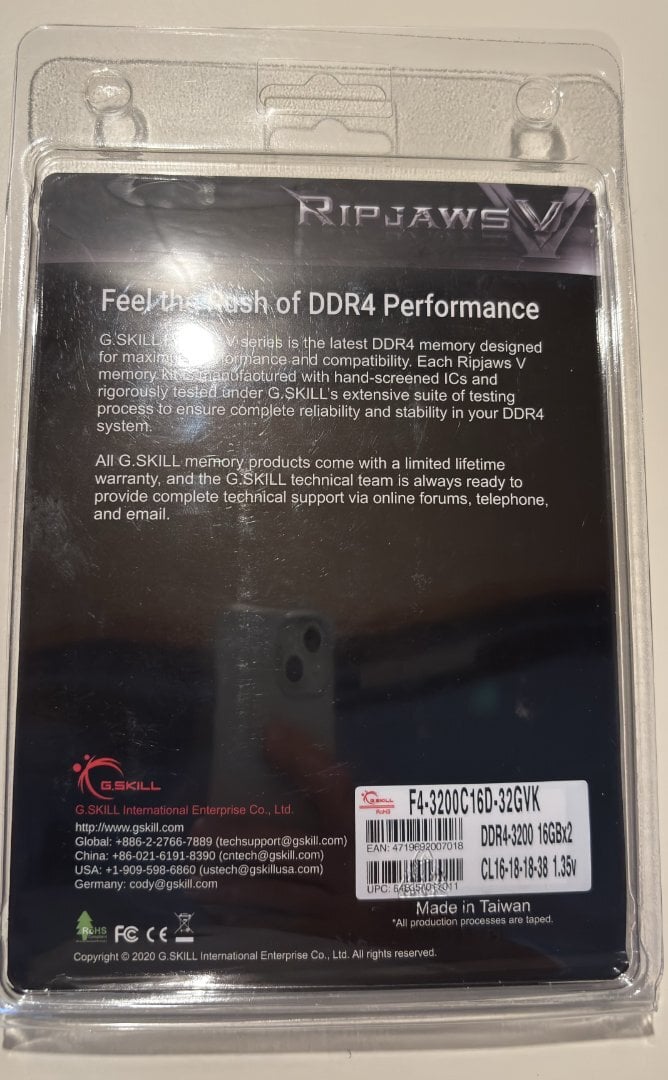 RIPJAWS V
Feel the Rush of DDR4 Performance
G.SKILL V series is the latest DDR4 memory designed
for maximum performance and compatibility. Each Ripjaws V
memory kit is manufactured with hand-screened ICs and
rigorously tested under G.SKILL's extensive suite of testing
process to ensure complete reliability and stability in your DDR4
system.
All G.SKILL memory products come with a limited lifetime
warranty, and the G.SKILL technical team is always ready to
provide complete technical support via online forums, telephone,
and email.
G.SKILL
G.SKILL International Enterprise Co., Ltd.
http://www.gskill.com
Global: +886-2-2766-7889 (techsupport@gskill.com)
China: +86-021-6191-8390 (cntech@gskill.com)
USA: +1-909-598-6860 (ustech@gskillusa.com)
Germany: cody@gskill.com
G.SKILL
RoHS
F4-3200C16D-32GVK
EAN: 4719692007018
DDR4-3200 16GBx2
UPC:
CL16-18-18-38 1.35v
Made in Taiwan
*All production processes are taped.
RoHS
FC CE
Copyright © 2020 G.SKILL International Enterprise Co., Ltd. All rights reserved.